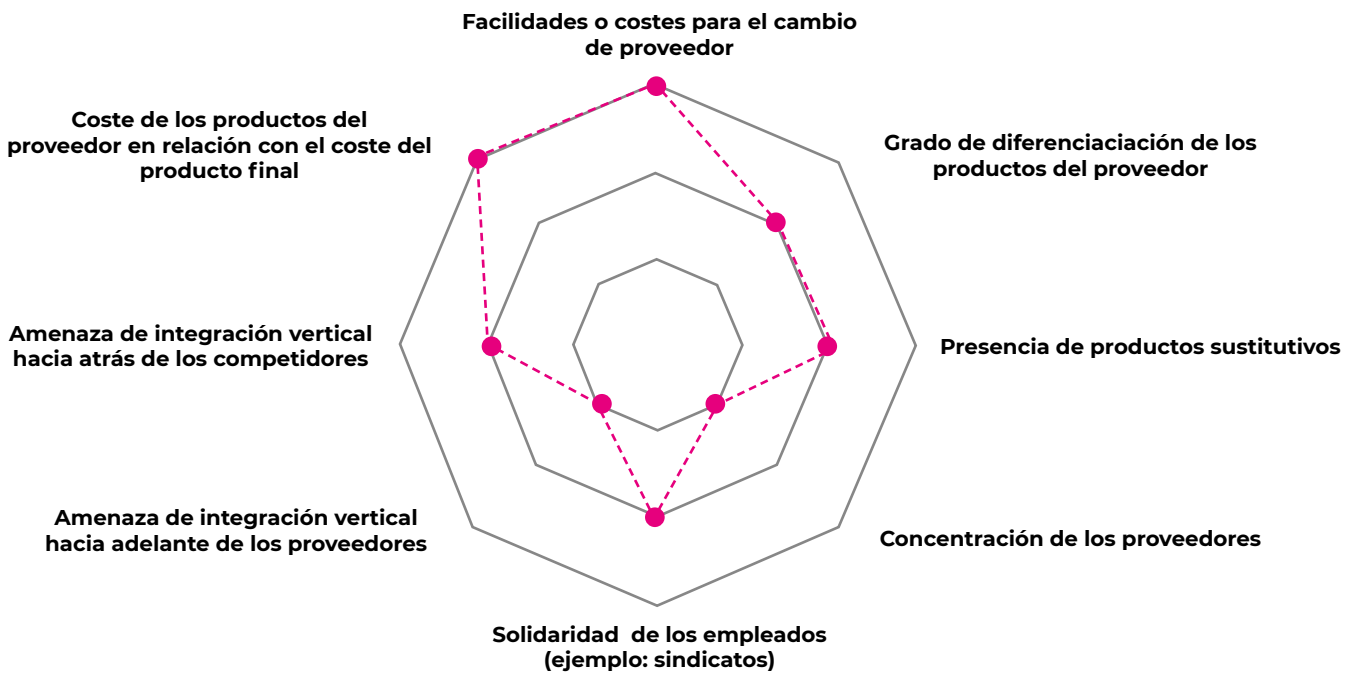 Facilidades o costes para el cambio
de proveedor
Coste de los productos del
proveedor en relación con el coste del
producto final
Grado de diferenciaciación de los
productos del proveedor
Amenaza de integración vertical
hacia atrás de los competidores
Presencia de productos sustitutivos
Amenaza de integración vertical
hacia adelante de los proveedores
Concentración de los proveedores
Solidaridad de los empleados
(ejemplo: sindicatos)